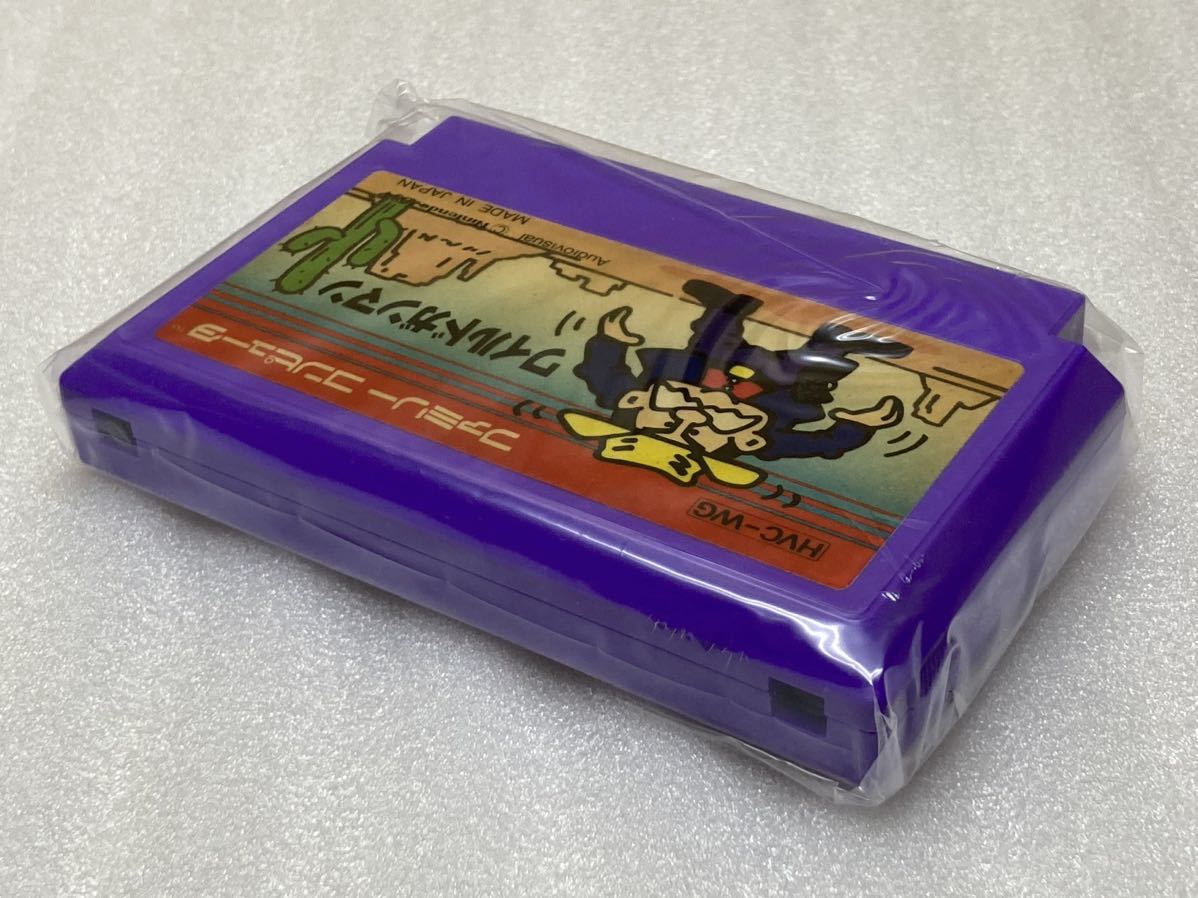 HVC-WG
ファミリー コンピュータ
TM
ワイルドガンマン
Audiovisual © Nintendo
MADE IN JAPAN